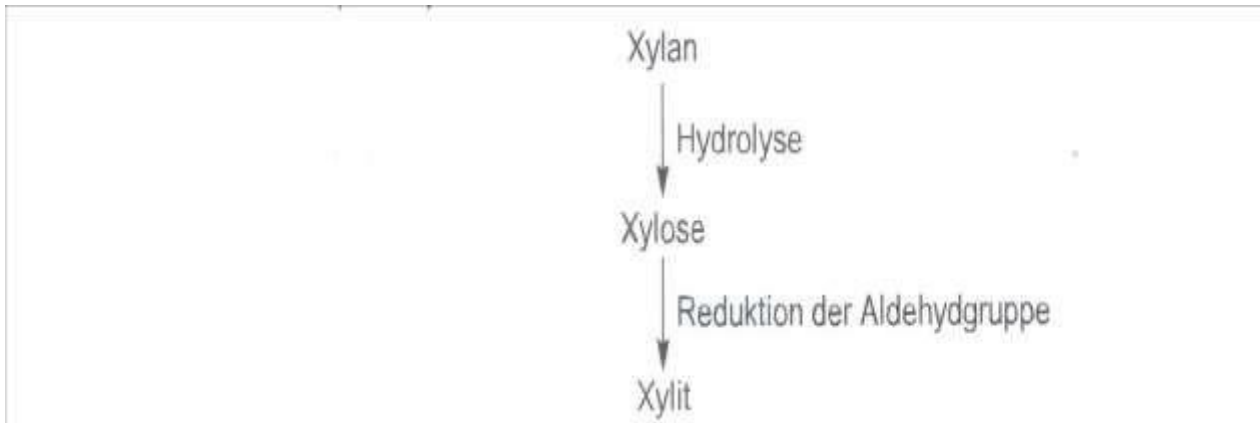 Xylan
Hydrolyse
Xylose
Reduktion der Aldehydgruppe
Xylit